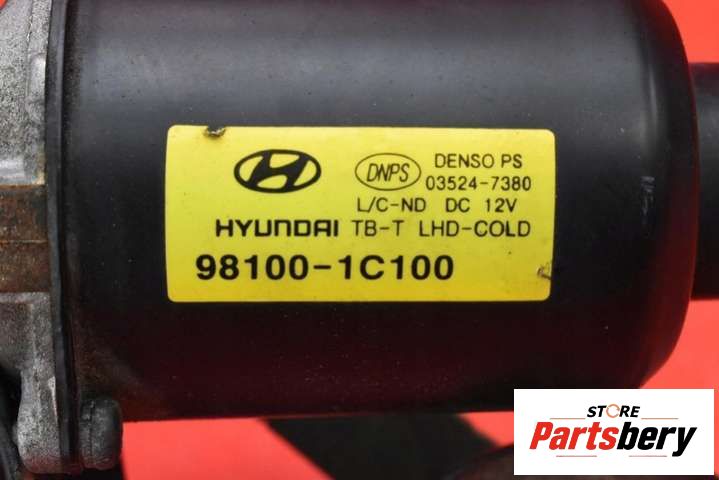 DNPS DENSO PS
03524-7380
L/C-ND DC 12V
HYUNDAI TB-T LHD-COLD
98100-1C100
STORE
Partsbery